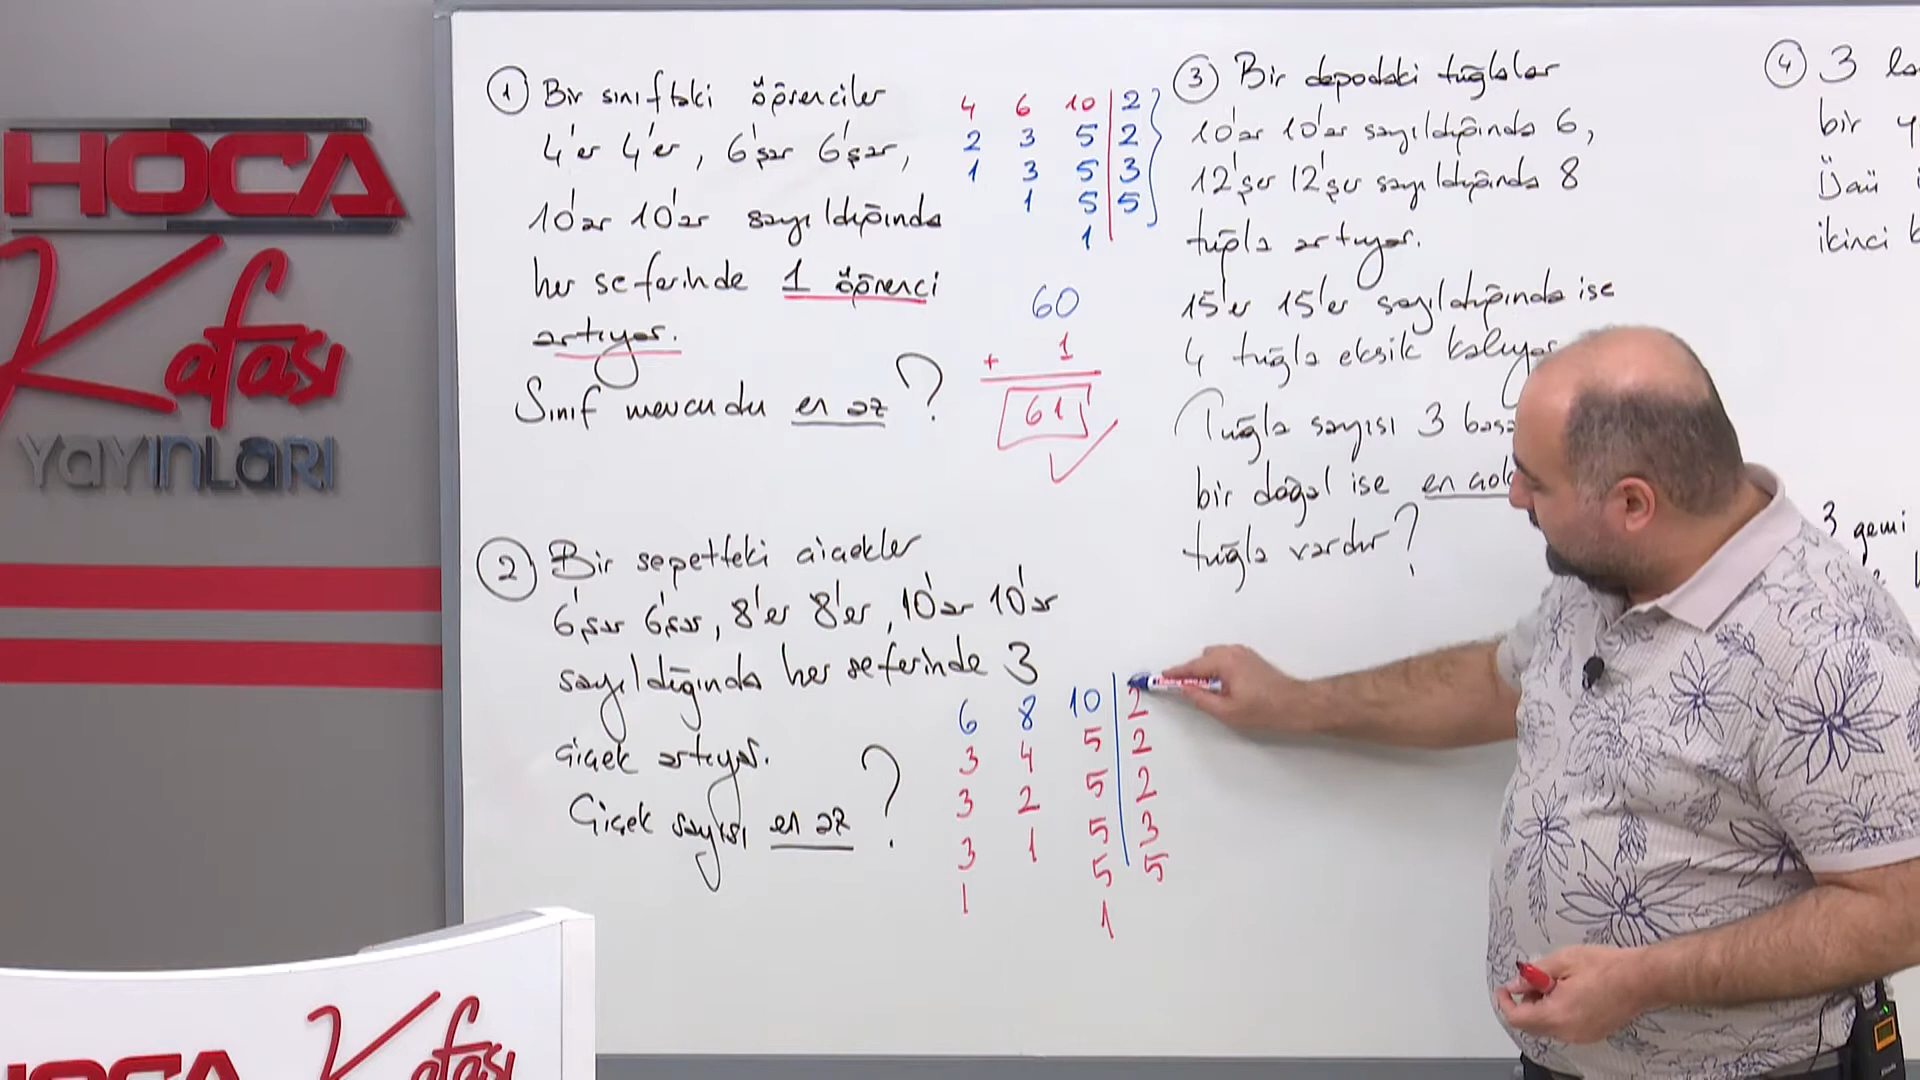 HOCA
Kafası
YAYINLARI
① Bir sınıftaki öğrenciler
4'er 4'er, 6'şar 6'şar,
10'ar 10'ar sayıldığında
her seferinde 1 öğrenci
artıyor.
Sınıf mevcudu en az ?
4 6 10 | 2
2 3 5 | 2
1 3 5 | 3
1 5 | 5
1
60
+ 1
61
② Bir sepetteki çiçekler
6'şar 6'şar, 8'er 8'er, 10'ar 10'ar
sayıldığında her seferinde 3
çiçek artıyor.
Çiçek sayısı en az ?
6 8 10 | 2
3 4 5 | 2
3 2 5 | 2
3 1 5 | 3
1 5 | 5
1
③ Bir depodaki tuğlalar
10'ar 10'ar sayıldığında 6,
12'şer 12'şer sayıldığında 8
tuğla artıyor.
15'er 15'er sayıldığında ise
4 tuğla eksik kalıyor
Tuğla sayısı 3
bir doğal ise en
tuğla vardır?
④ 3
bir
ikinci
3 gemi
HOCA
Kafası